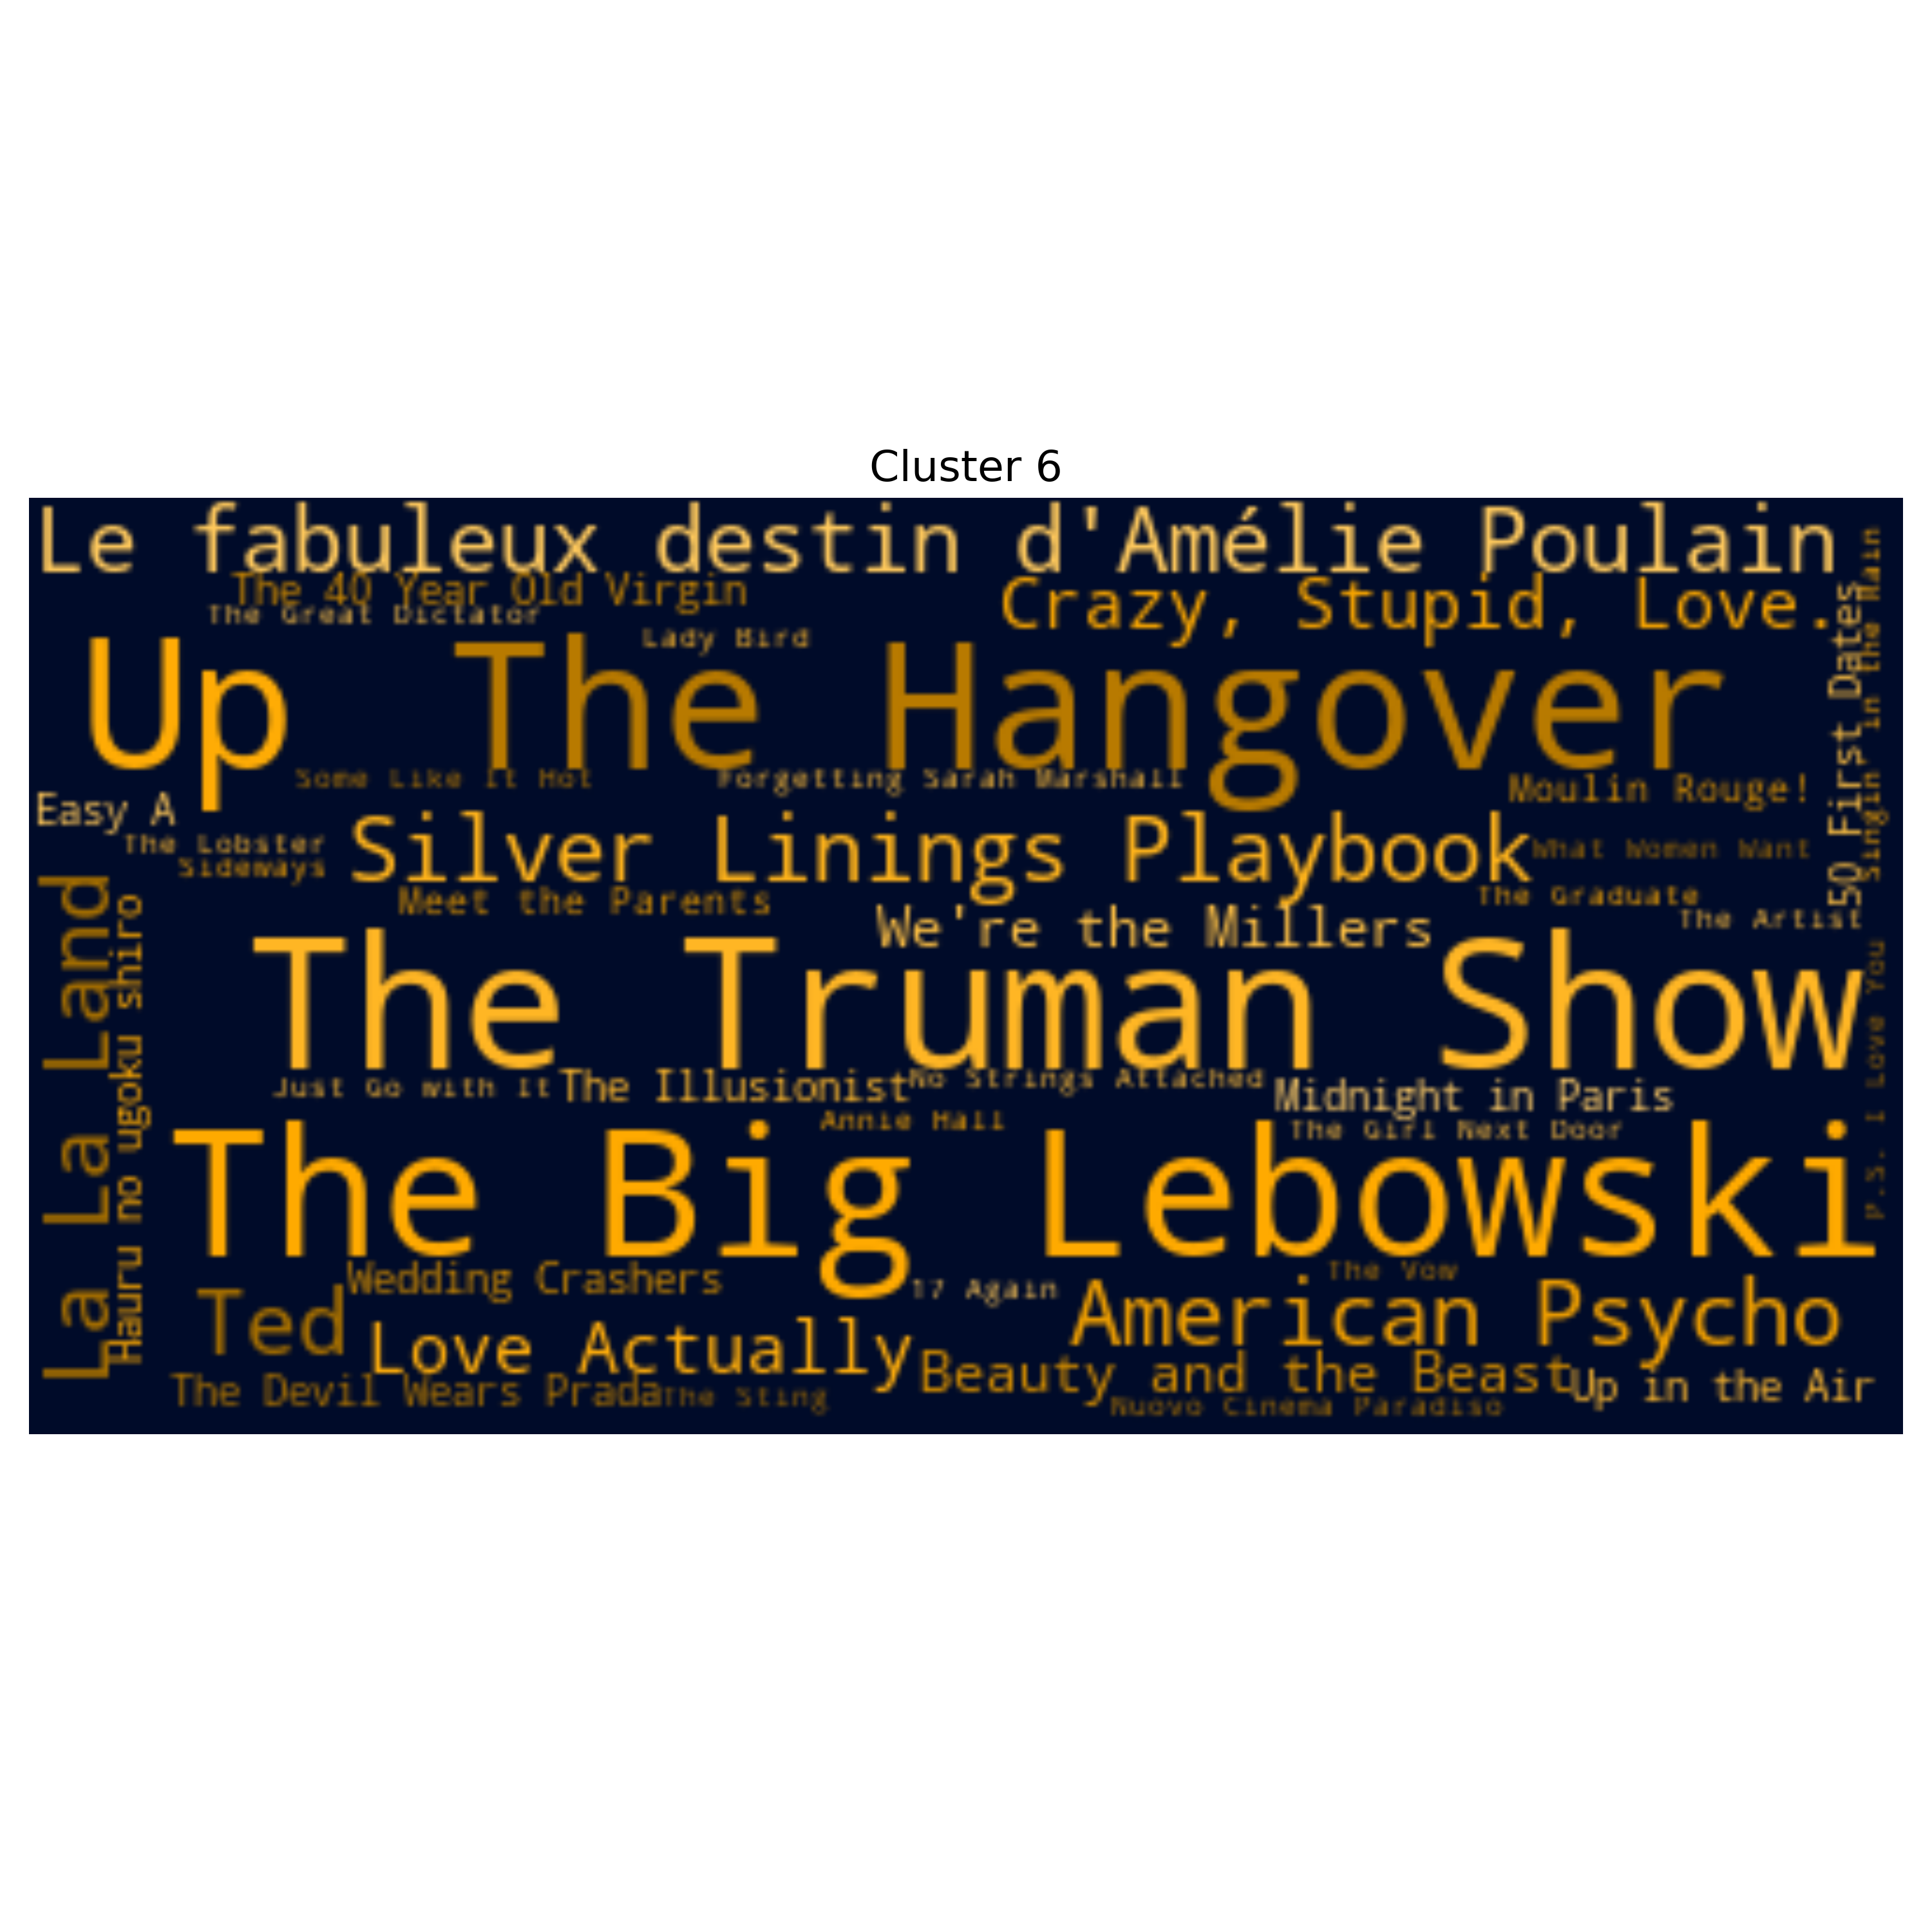 Cluster 6
Le fabuleux destin d'Amélie Poulain
The 40 Year Old Virgin
Crazy, Stupid, Love.
The Great Dictator
Lady Bird
Up
The Hangover
Singin' in the Rain
50 First Dates
Some Like It Hot
Forgetting Sarah Marshall
Moulin Rouge!
Easy A
The Lobster
Silver Linings Playbook
What Women Want
Sideways
Meet the Parents
The Graduate
We're the Millers
The Artist
La La Land
Hauru no ugoku shiro
The Truman Show
P.S. I Love You
Just Go with It
The Illusionist
No Strings Attached
Midnight in Paris
Annie Hall
The Girl Next Door
The Big Lebowski
Wedding Crashers
17 Again
The Vow
Ted
American Psycho
Love Actually
Beauty and the Beast
Up in the Air
The Devil Wears Prada
The Sting
Nuovo Cinema Paradiso